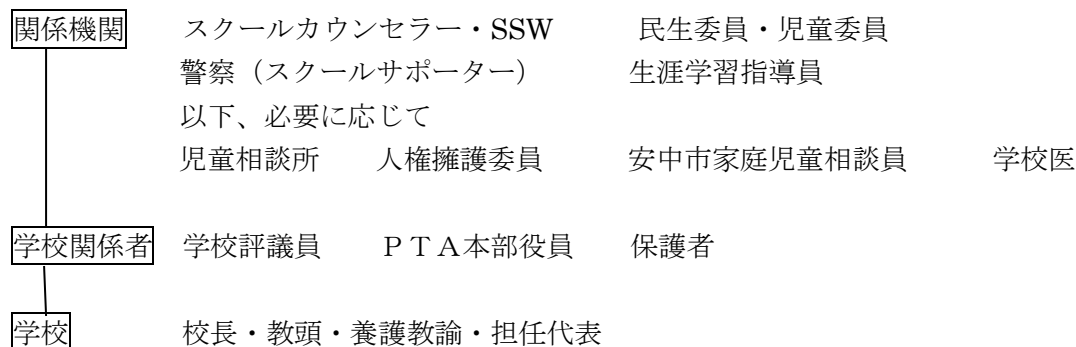 関係機関 スクールカウンセラー・SSW 民生委員・児童委員
警察（スクールサポーター） 生涯学習指導員
以下、必要に応じて
児童相談所 人権擁護委員 安中市家庭児童相談員 学校医
学校関係者 学校評議員 ＰＴＡ本部役員 保護者
学校 校長・教頭・養護教諭・担任代表